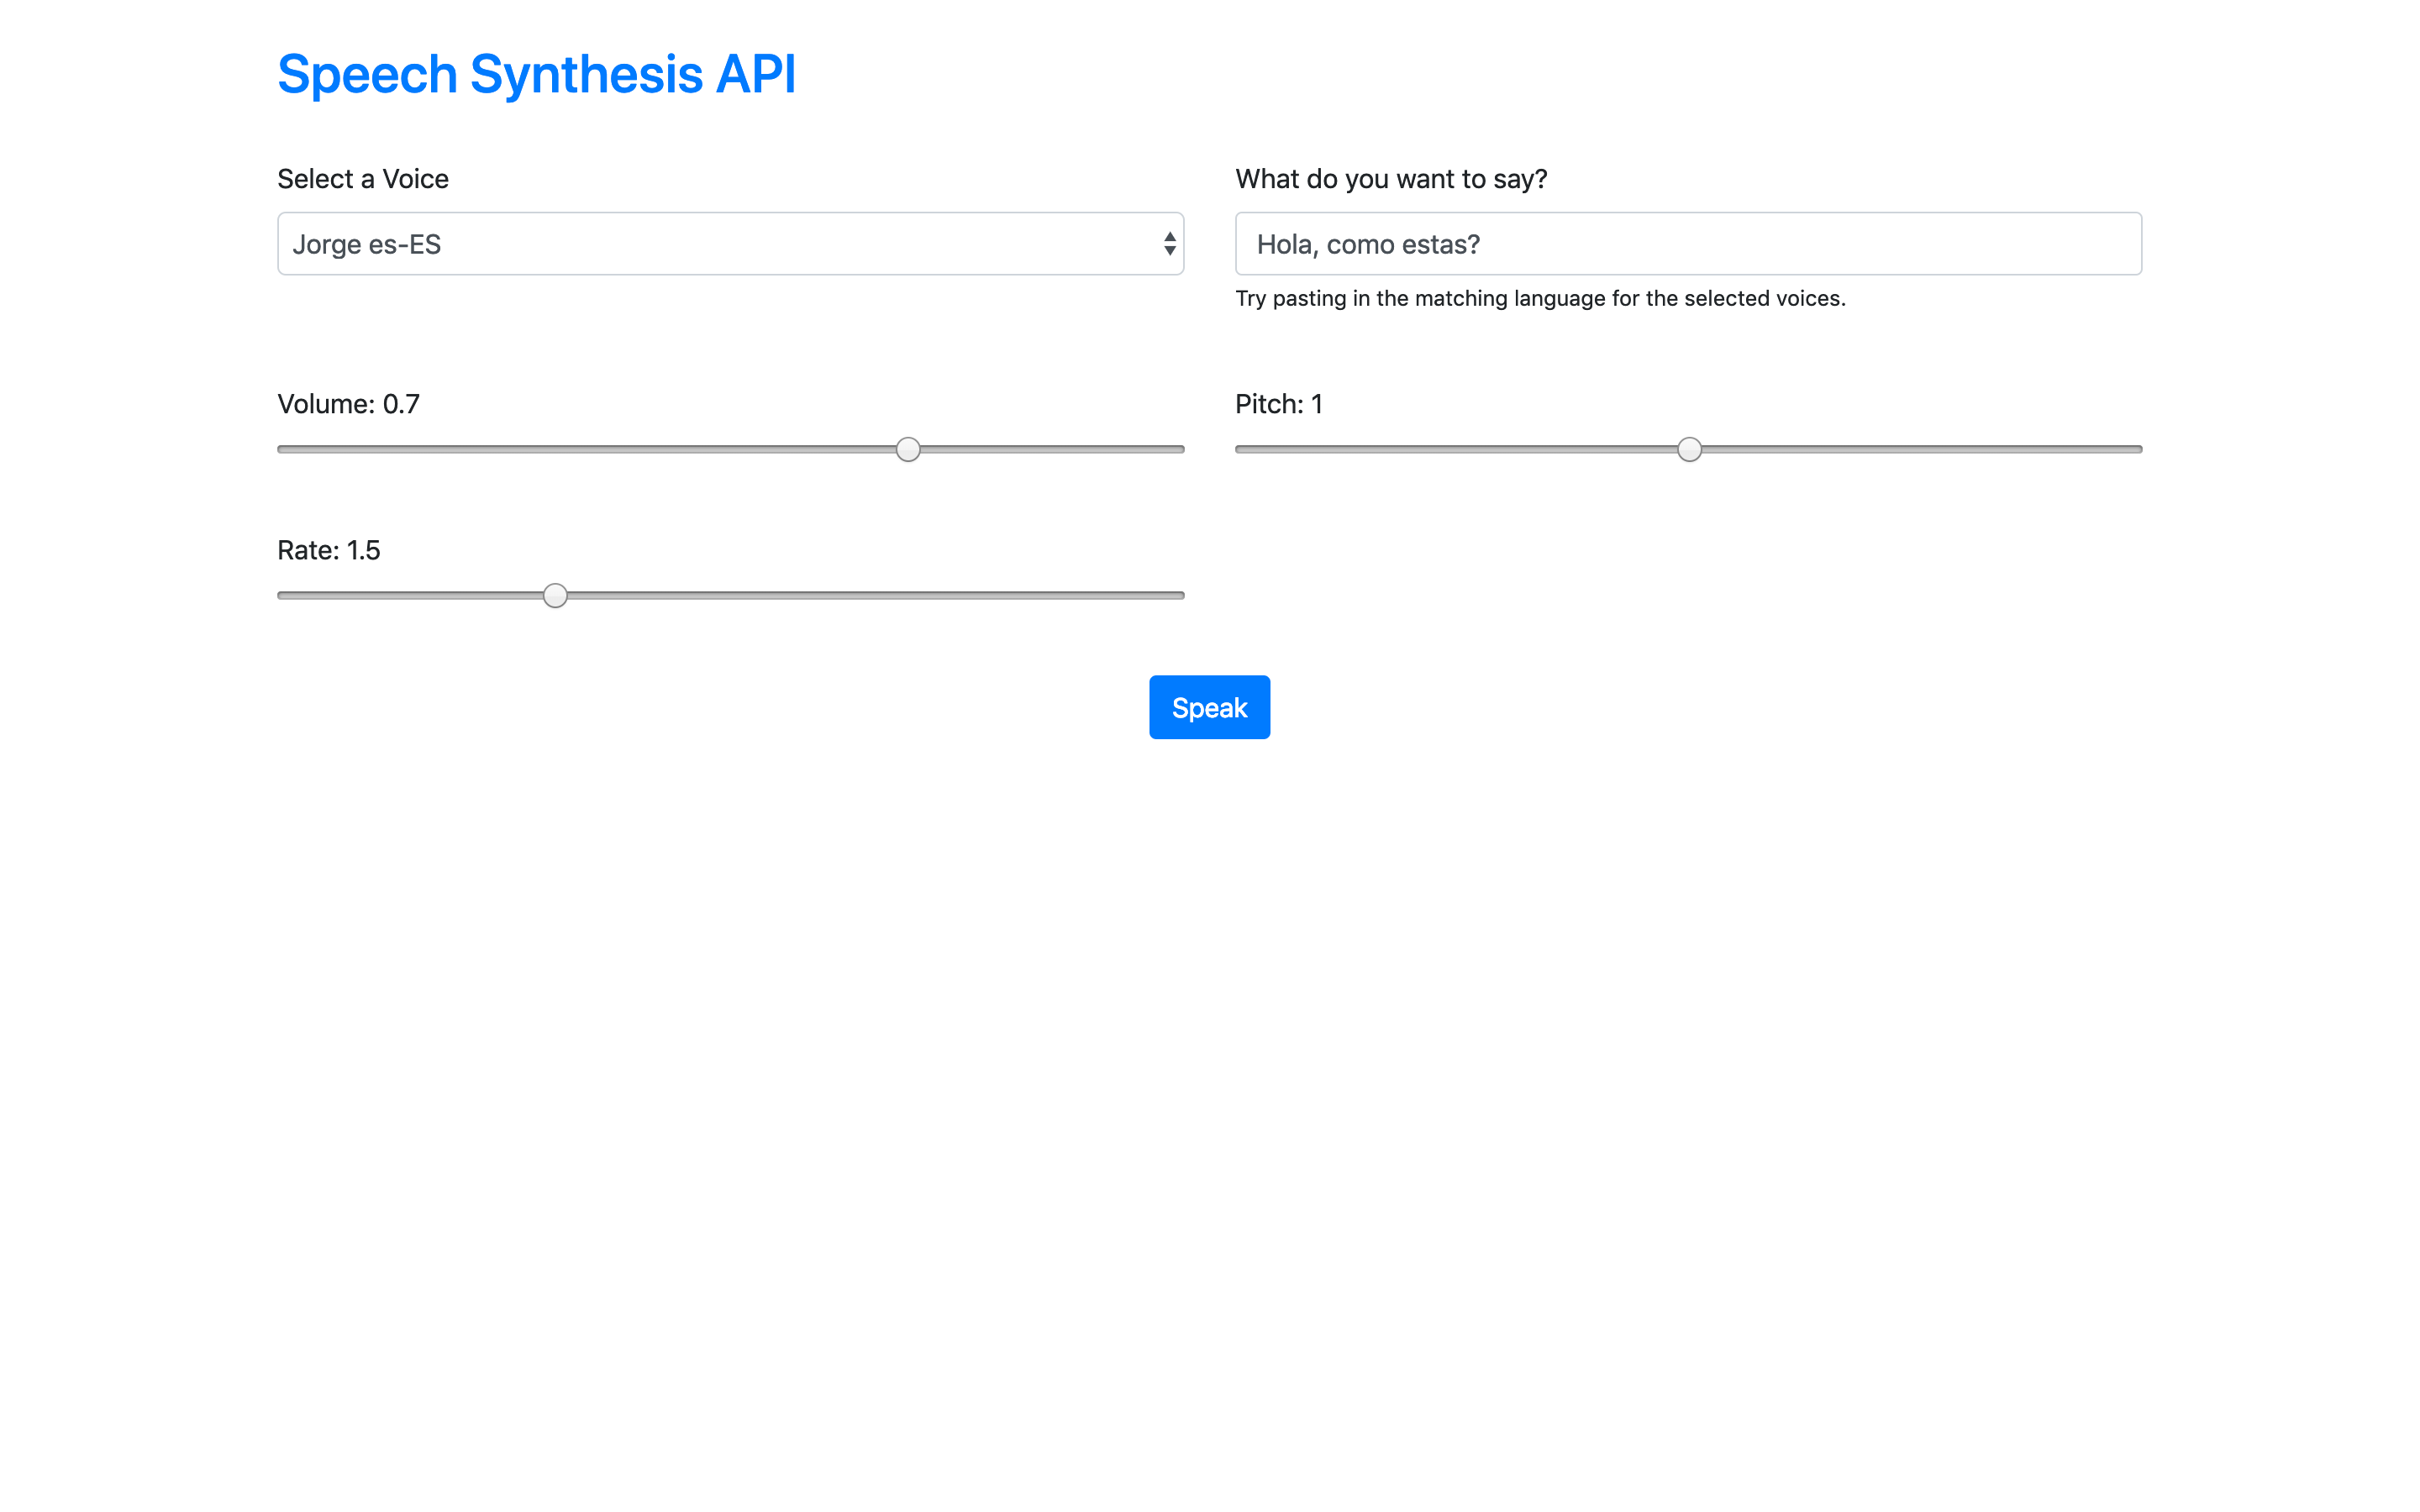 Speech Synthesis API
Select a Voice
Jorge es-ES
What do you want to say?
Hola, como estas?
Try pasting in the matching language for the selected voices.
Volume: 0.7
Pitch: 1
Rate: 1.5
Speak